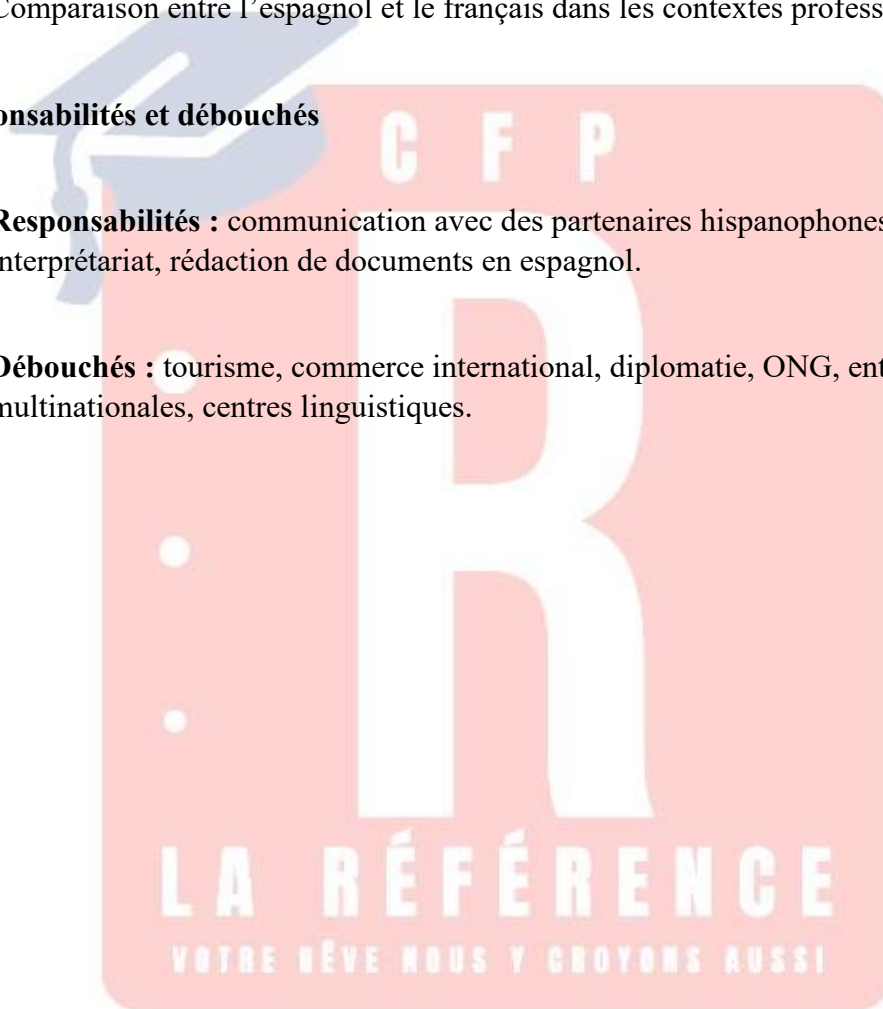 Comparaison entre l’espagnol et le français dans les contextes profess
onsabilités et débouchés
C F P
Responsabilités : communication avec des partenaires hispanophones
interprétariat, rédaction de documents en espagnol.
Débouchés : tourisme, commerce international, diplomatie, ONG, ent
multinationales, centres linguistiques.
R
LA RÉFÉRENCE
VOTRE RÊVE NOUS Y CROYONS AUSSI